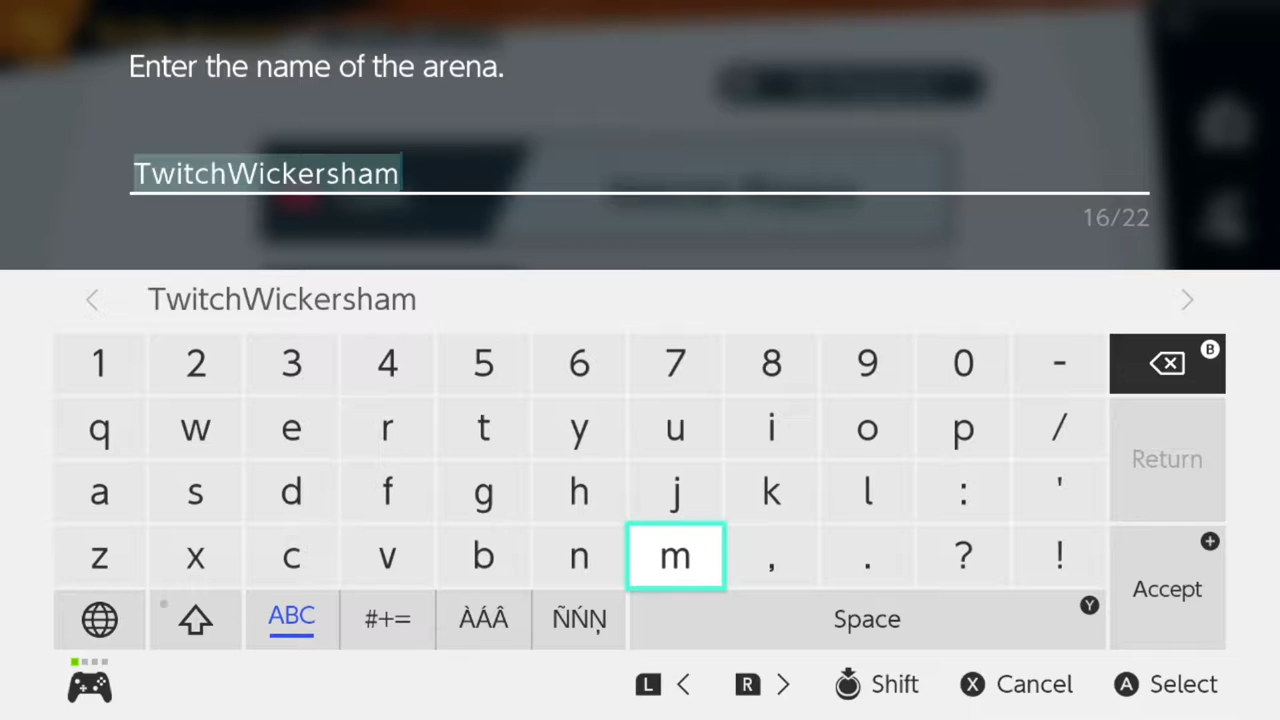 Enter the name of the arena.
TwitchWickersham
16/22
TwitchWickersham
1 2 3 4 5 6 7 8 9 0 - B
q w e r t y u i o p /
Return
a s d f g h j k l : '
z x c v b n m , . ? ! +
Accept
ABC #+= ÀÁÂ ÑŃŅ Space Y
L < R > Shift X Cancel A Select